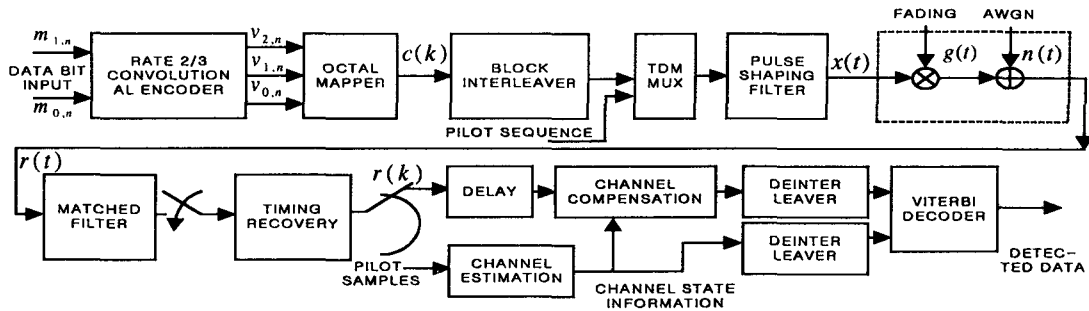 FADING
AWGN
m1,n
DATA BIT
INPUT
m0,n
RATE 2/3
CONVOLUTION
AL ENCODER
v2,n
v1,n
v0,n
OCTAL
MAPPER
c(k)
BLOCK
INTERLEAVER
PILOT SEQUENCE
TDM
MUX
PULSE
SHAPING
FILTER
x(t)
g(t)
n(t)
r(t)
MATCHED
FILTER
TIMING
RECOVERY
r(k)
PILOT
SAMPLES
DELAY
CHANNEL
COMPENSATION
CHANNEL
ESTIMATION
CHANNEL STATE
INFORMATION
DEINTER
LEAVER
DEINTER
LEAVER
VITERBI
DECODER
DETEC-
TED DATA